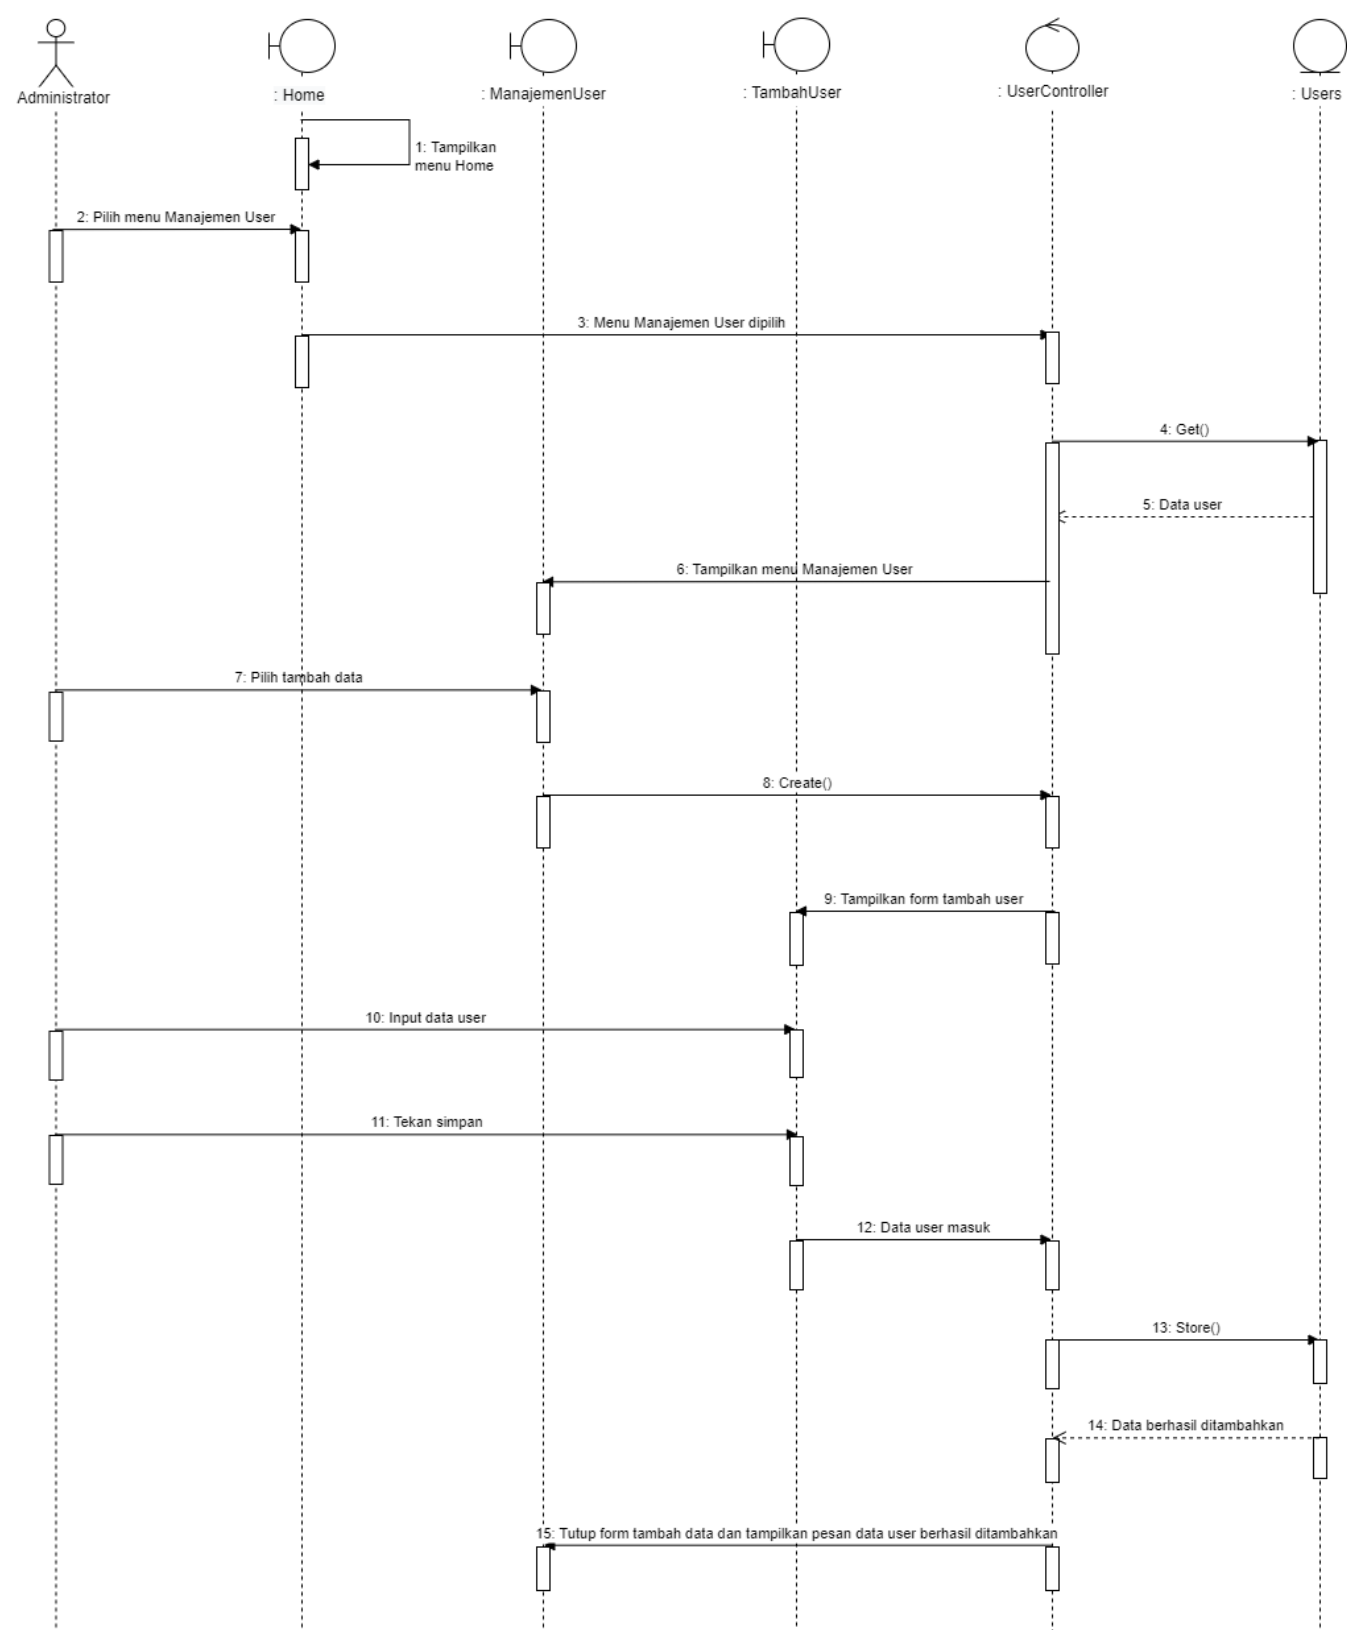 Administrator
: Home
: ManajemenUser
: TambahUser
: UserController
: Users
1: Tampilkan
menu Home
2: Pilih menu Manajemen User
3: Menu Manajemen User dipilih
4: Get()
5: Data user
6: Tampilkan menu Manajemen User
7: Pilih tambah data
8: Create()
9: Tampilkan form tambah user
10: Input data user
11: Tekan simpan
12: Data user masuk
13: Store()
14: Data berhasil ditambahkan
15: Tutup form tambah data dan tampilkan pesan data user berhasil ditambahkan